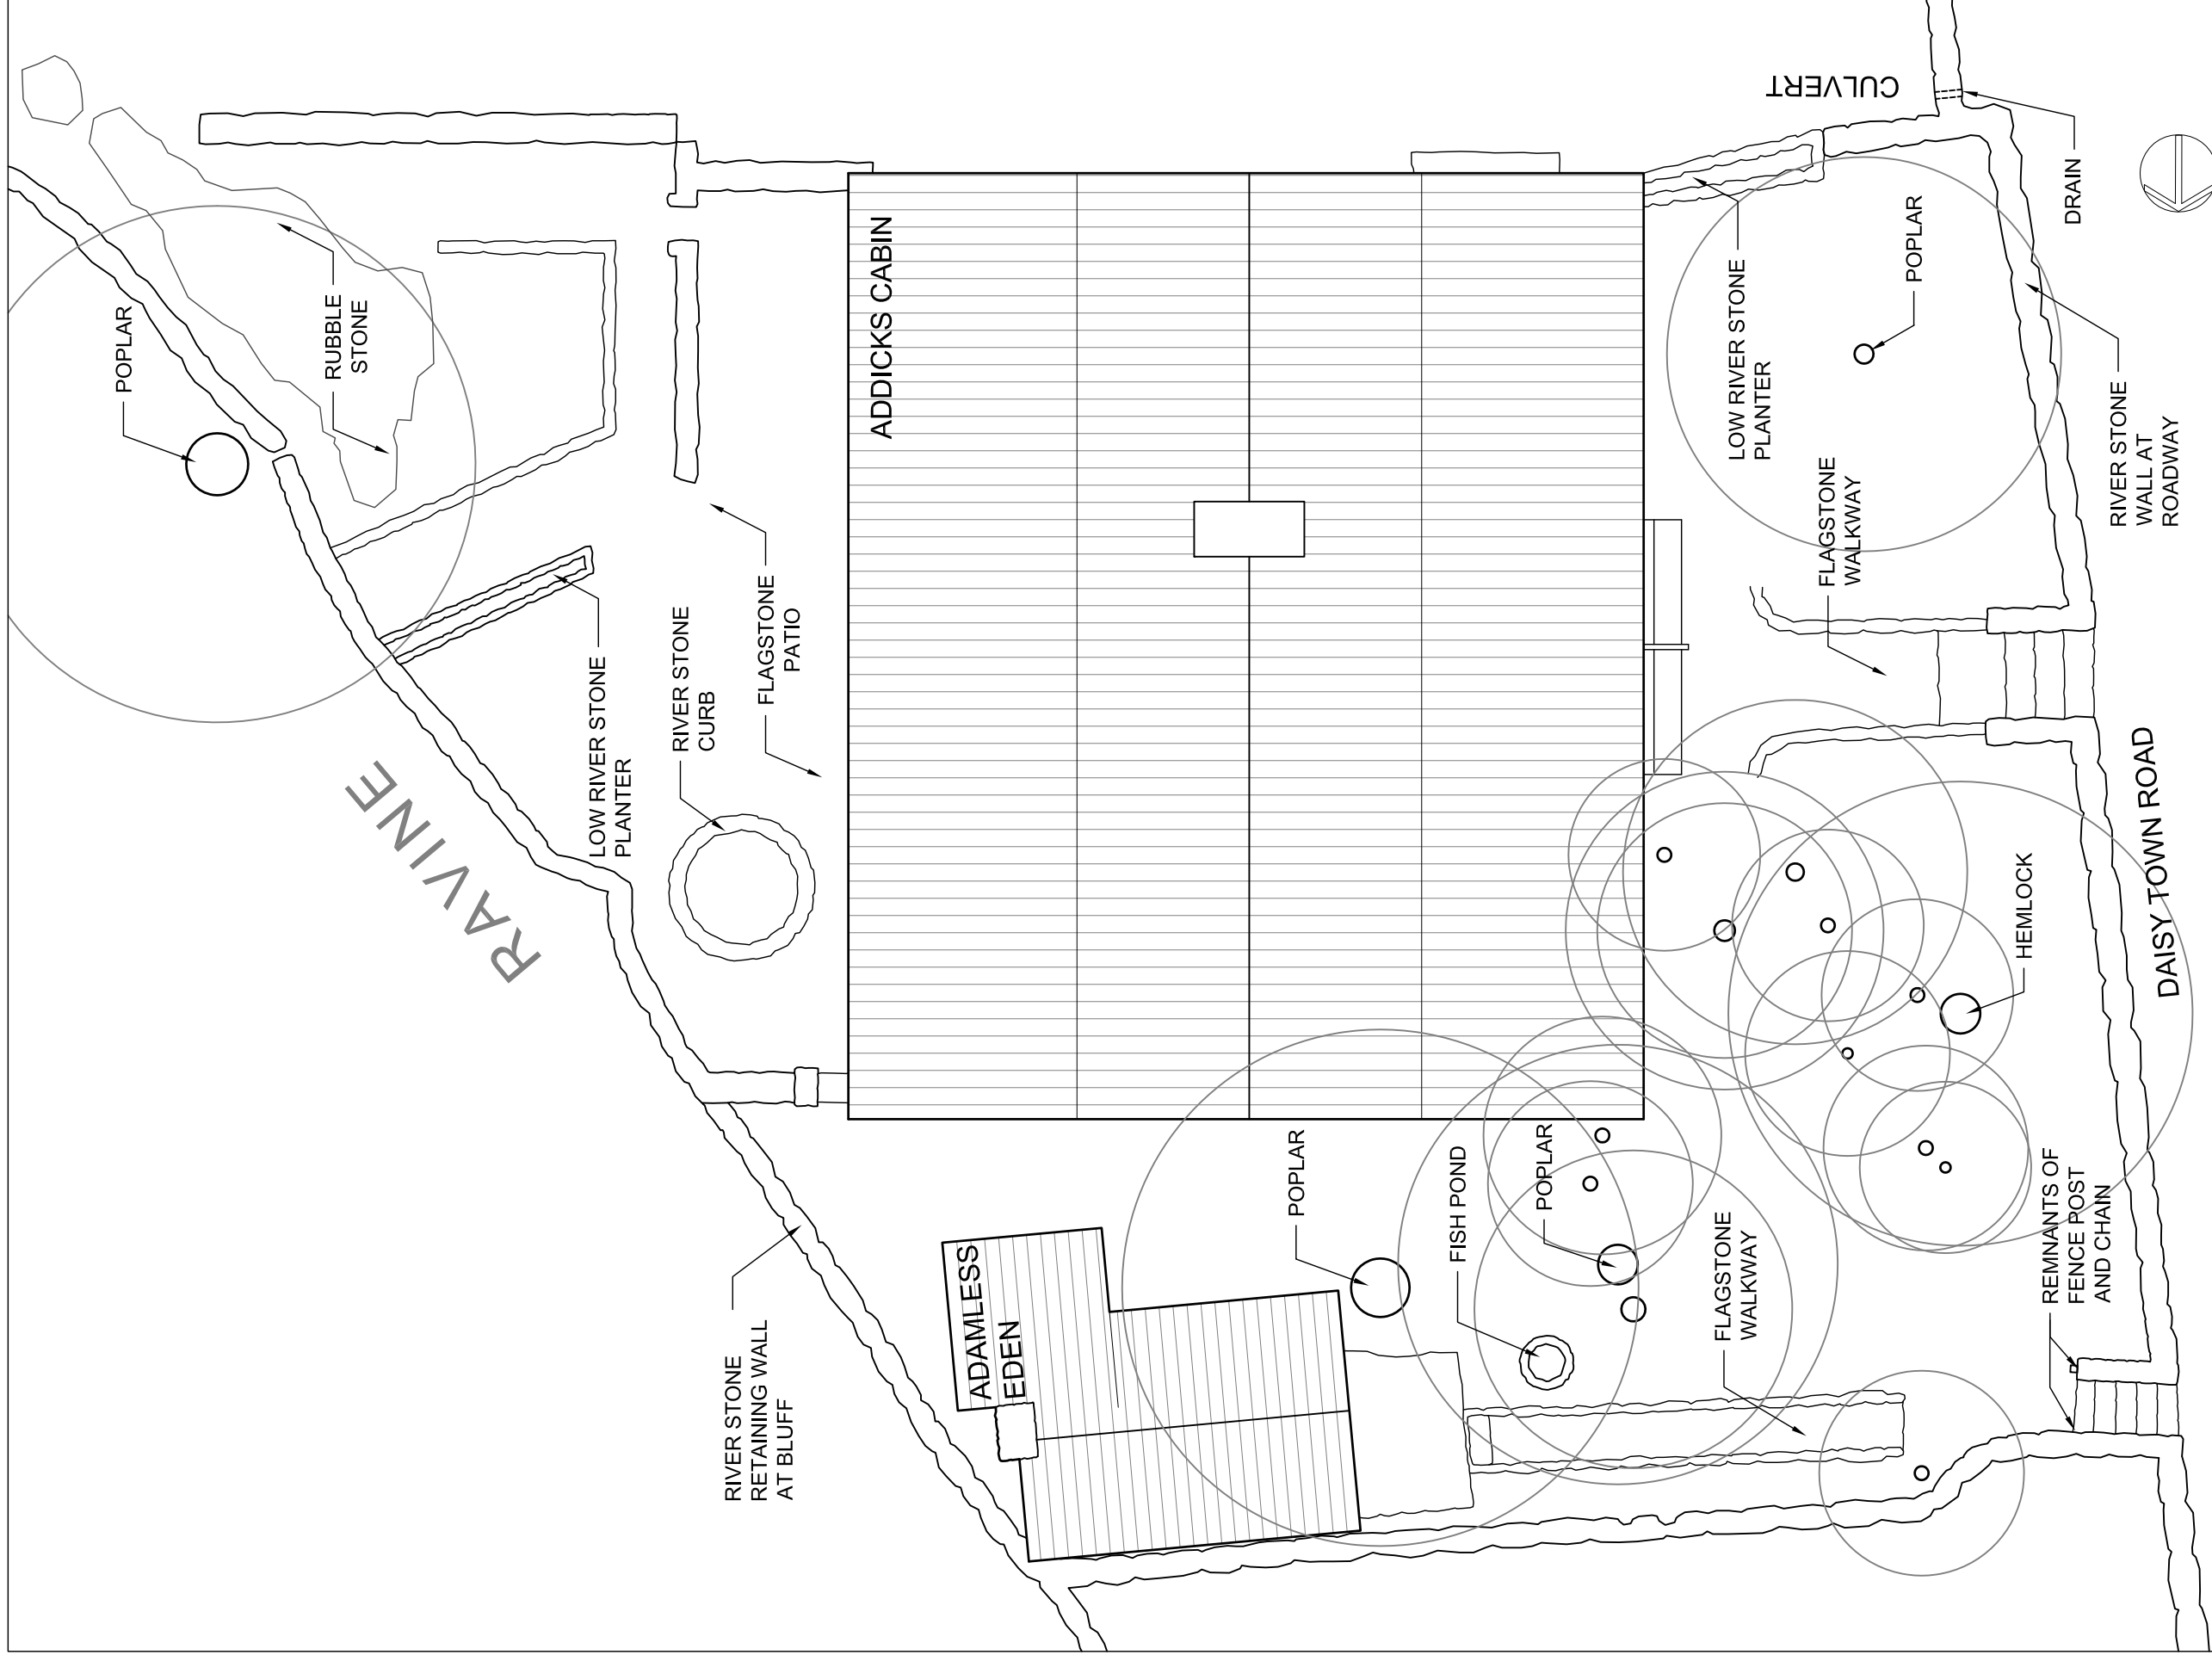 POPLAR
RUBBLE
STONE
RAVINE
LOW RIVER STONE
PLANTER
RIVER STONE
CURB
FLAGSTONE
PATIO
RIVER STONE
RETAINING WALL
AT BLUFF
ADDICKS CABIN
ADAMLESS
EDEN
POPLAR
FISH POND
POPLAR
FLAGSTONE
WALKWAY
LOW RIVER STONE
PLANTER
CULVERT
FLAGSTONE
WALKWAY
POPLAR
DRAIN
RIVER STONE
WALL AT
ROADWAY
HEMLOCK
REMNANTS OF
FENCE POST
AND CHAIN
DAISY TOWN ROAD